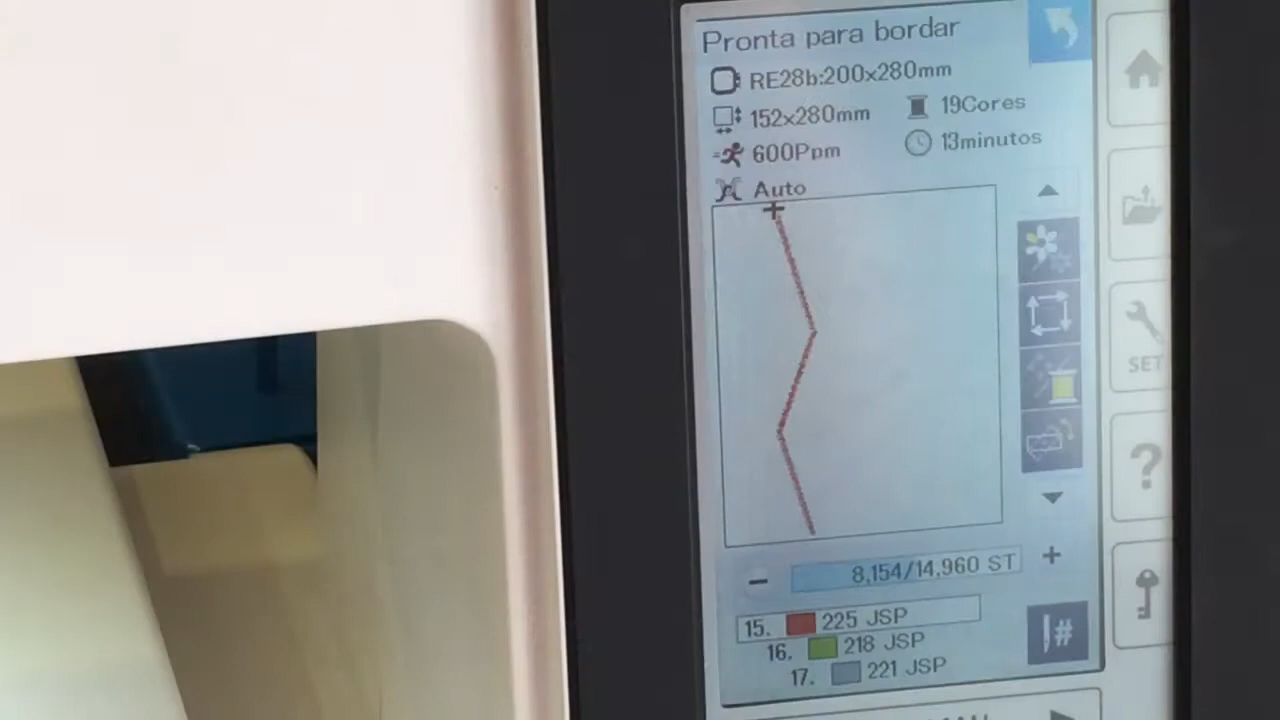 Pronta para bordar
RE28b:200x280mm
152x280mm 19Cores
600Ppm 13minutos
Auto
SET
?
8,154/14,960 ST
15. 225 JSP
16. 218 JSP
17. 221 JSP
#